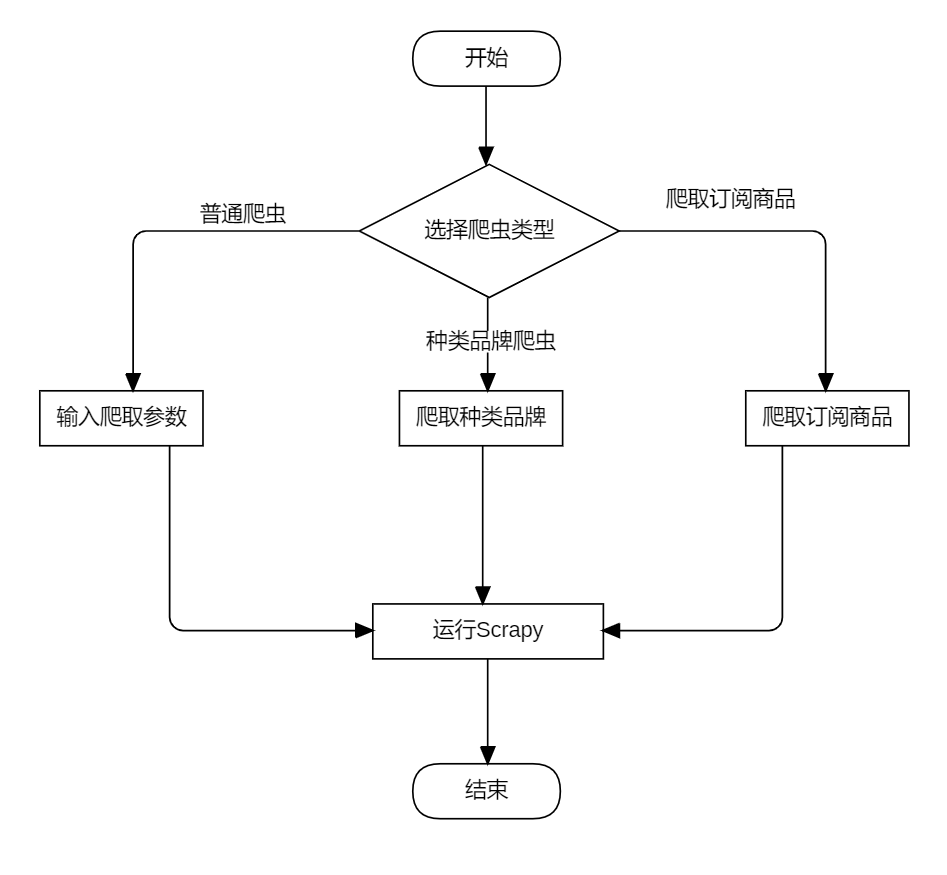 开始
选择爬虫类型
普通爬虫
爬取订阅商品
种类品牌爬虫
输入爬取参数
爬取种类品牌
爬取订阅商品
运行Scrapy
结束